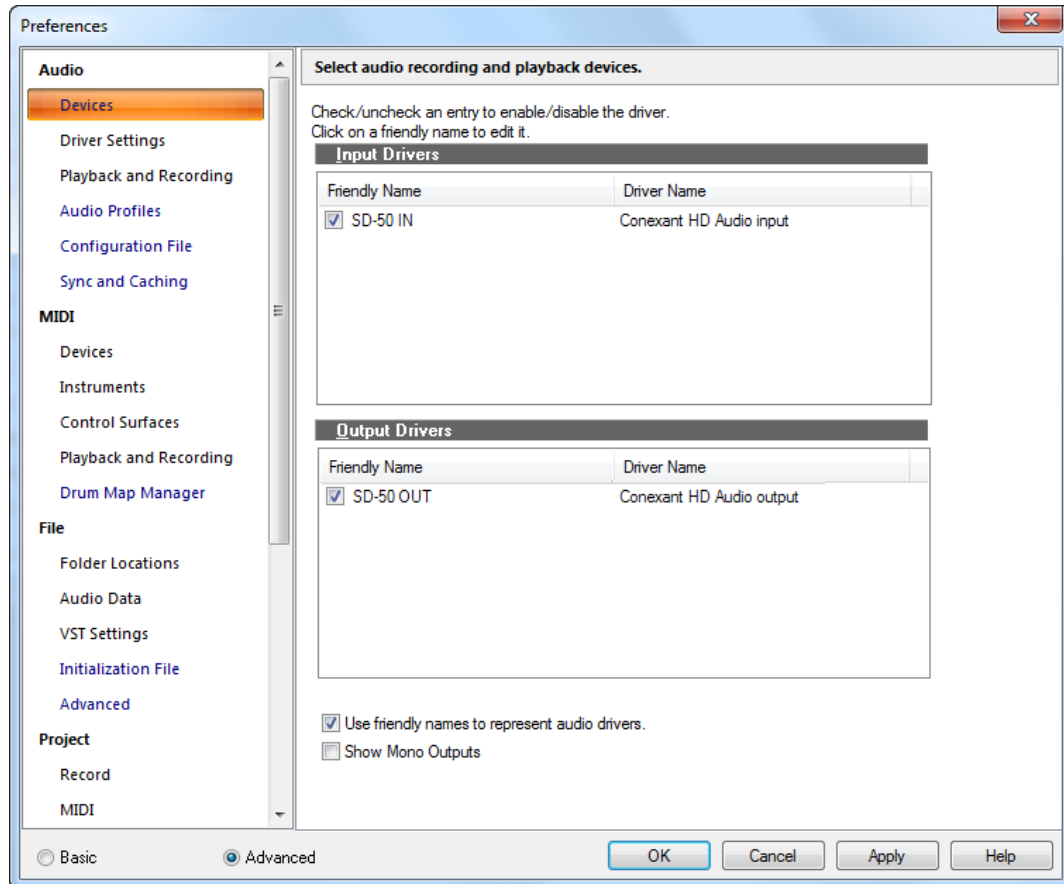 Preferences
Audio
Devices
Driver Settings
Playback and Recording
Audio Profiles
Configuration File
Sync and Caching
MIDI
Devices
Instruments
Control Surfaces
Playback and Recording
Drum Map Manager
File
Folder Locations
Audio Data
VST Settings
Initialization File
Advanced
Project
Record
MIDI
Select audio recording and playback devices.
Check/uncheck an entry to enable/disable the driver.
Click on a friendly name to edit it.
Input Drivers
Friendly Name Driver Name
SD-50 IN Conexant HD Audio input
Output Drivers
Friendly Name Driver Name
SD-50 OUT Conexant HD Audio output
Use friendly names to represent audio drivers.
Show Mono Outputs
Basic Advanced OK Cancel Apply Help